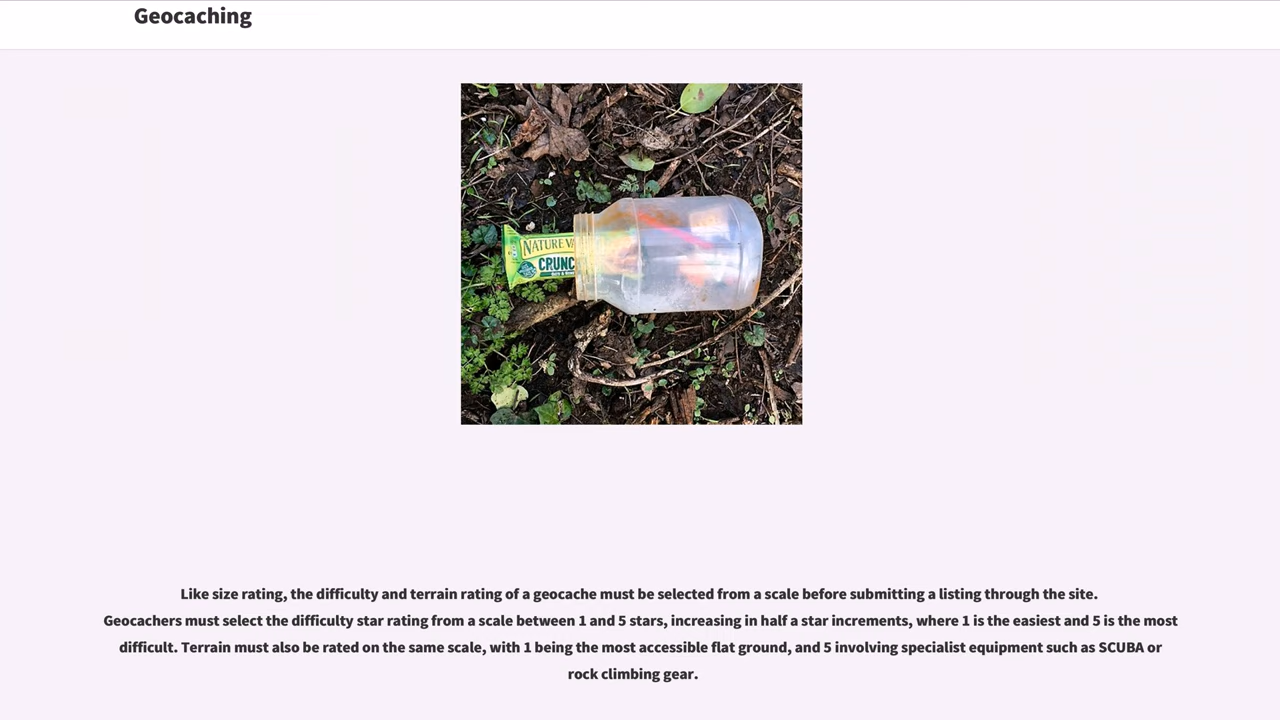 Geocaching
NATURE VA
CRUNC
Like size rating, the difficulty and terrain rating of a geocache must be selected from a scale before submitting a listing through the site.
Geocachers must select the difficulty star rating from a scale between 1 and 5 stars, increasing in half a star increments, where 1 is the easiest and 5 is the most
difficult. Terrain must also be rated on the same scale, with 1 being the most accessible flat ground, and 5 involving specialist equipment such as SCUBA or
rock climbing gear.